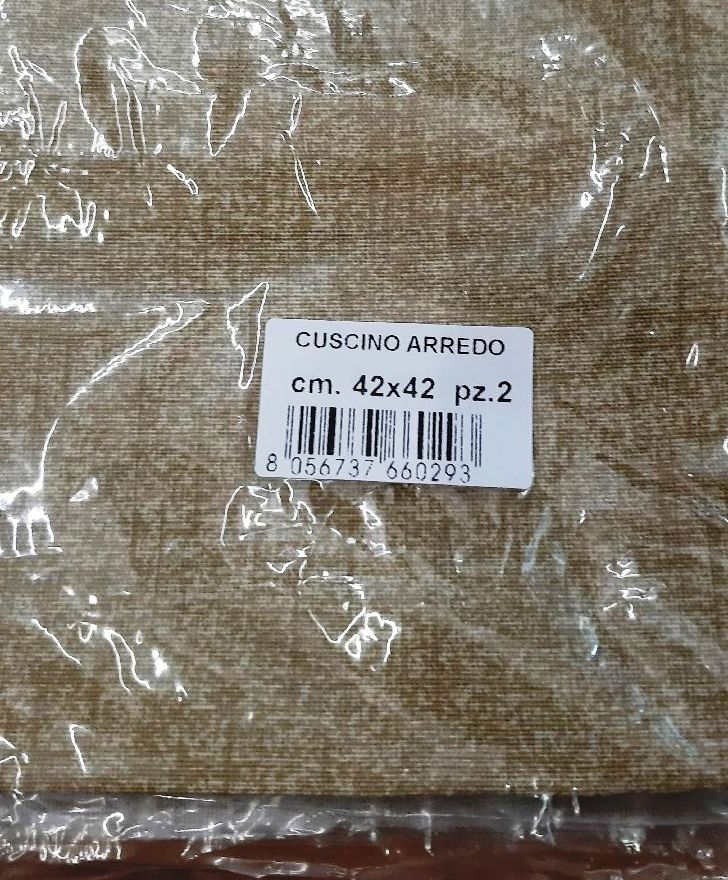 CUSCINO ARREDO
cm. 42x42 pz.2
8 056737 660293